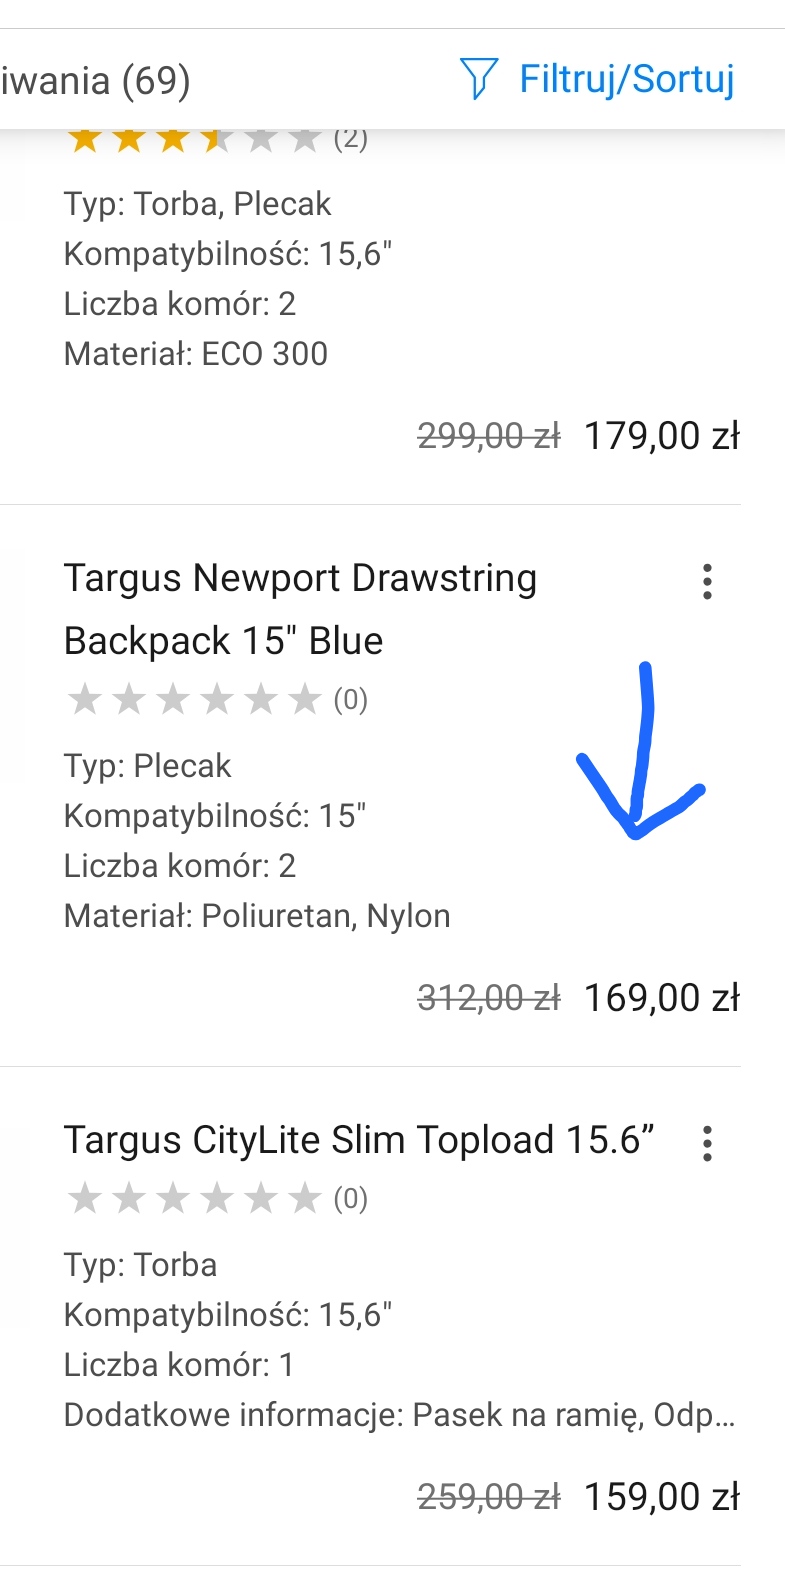 iwania (69)
Filtruj/Sortuj
(2)
Typ: Torba, Plecak
Kompatybilność: 15,6"
Liczba komór: 2
Materiał: ECO 300
299,00 zł 179,00 zł
Targus Newport Drawstring
Backpack 15" Blue
(0)
Typ: Plecak
Kompatybilność: 15"
Liczba komór: 2
Materiał: Poliuretan, Nylon
312,00 zł 169,00 zł
Targus CityLite Slim Topload 15.6”
(0)
Typ: Torba
Kompatybilność: 15,6"
Liczba komór: 1
Dodatkowe informacje: Pasek na ramię, Odp...
259,00 zł 159,00 zł